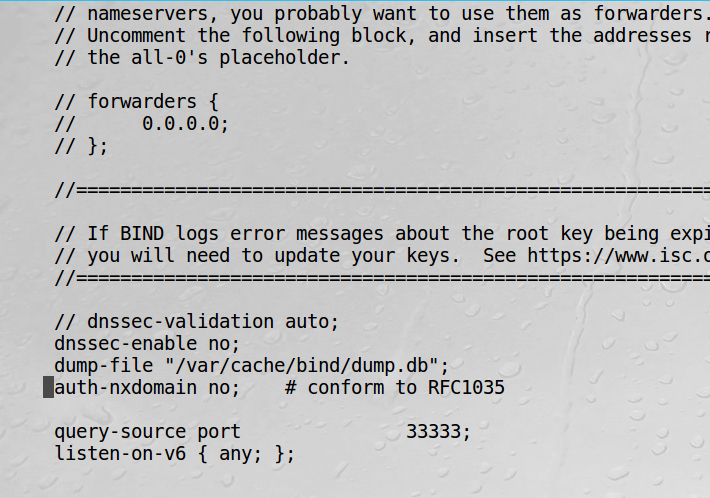 // nameservers, you probably want to use them as forwarders.
// Uncomment the following block, and insert the addresses
// the all-0's placeholder.
// forwarders {
//      0.0.0.0;
// };
//==========================================================
// If BIND logs error messages about the root key being expi
// you will need to update your keys.  See https://www.isc.o
//==========================================================
// dnssec-validation auto;
dnssec-enable no;
dump-file "/var/cache/bind/dump.db";
auth-nxdomain no;    # conform to RFC1035
query-source port               33333;
listen-on-v6 { any; };